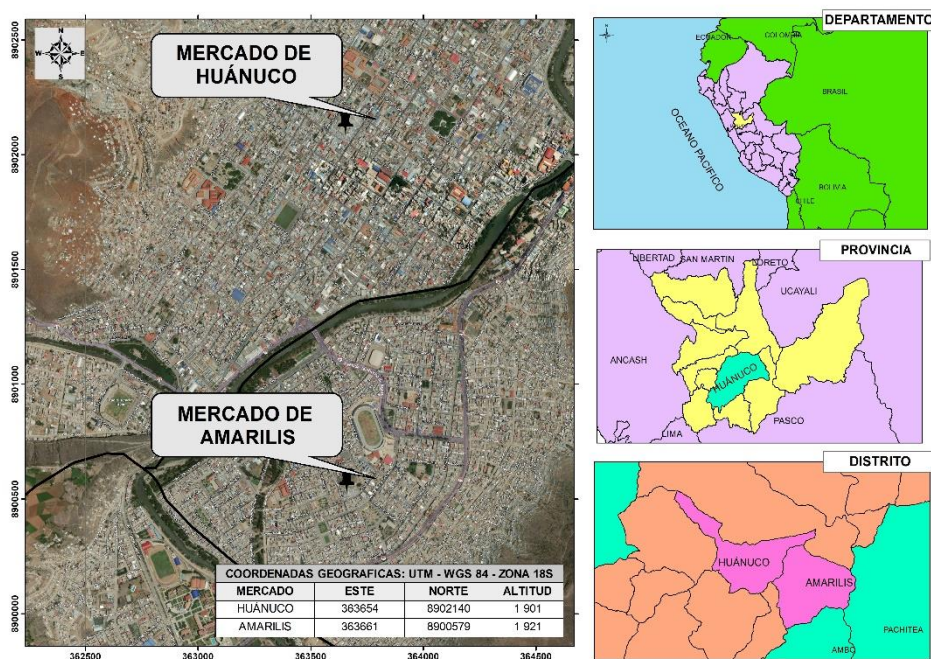 8902500
8902000
8901500
8901000
8900500
8900000
N
W
E
S
MERCADO DE
HUÁNUCO
MERCADO DE
AMARILIS
COORDENADAS GEOGRAFICAS: UTM - WGS 84 - ZONA 18S
MERCADO ESTE NORTE ALTITUD
HUÁNUCO 363654 8902140 1 901
AMARILIS 363661 8900579 1 921
362500 363000 363500 364000 364500
DEPARTAMENTO
ECUADOR
COLOMBIA
BRASIL
OCEANO PACIFICO
BOLIVIA
CHILE
PROVINCIA
LIBERTAD
SAN MARTIN
LORETO
UCAYALI
ANCASH
HUÁNUCO
PASCO
LIMA
DISTRITO
HUÁNUCO
AMARILIS
PACHITEA
AMBO